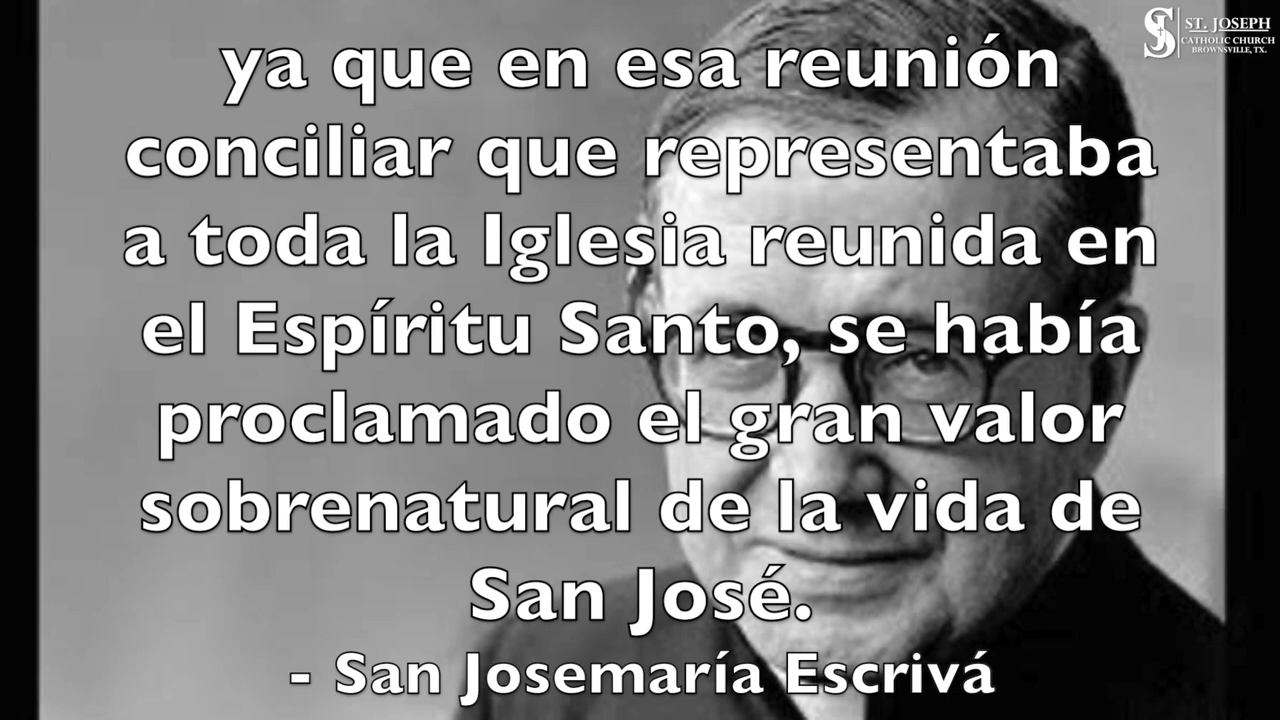 ST. JOSEPH
CATHOLIC CHURCH
BROWNSVILLE, TX.
ya que en esa reunión
conciliar que representaba
a toda la Iglesia reunida en
el Espíritu Santo, se había
proclamado el gran valor
sobrenatural de la vida de
San José.
- San Josemaría Escrivá